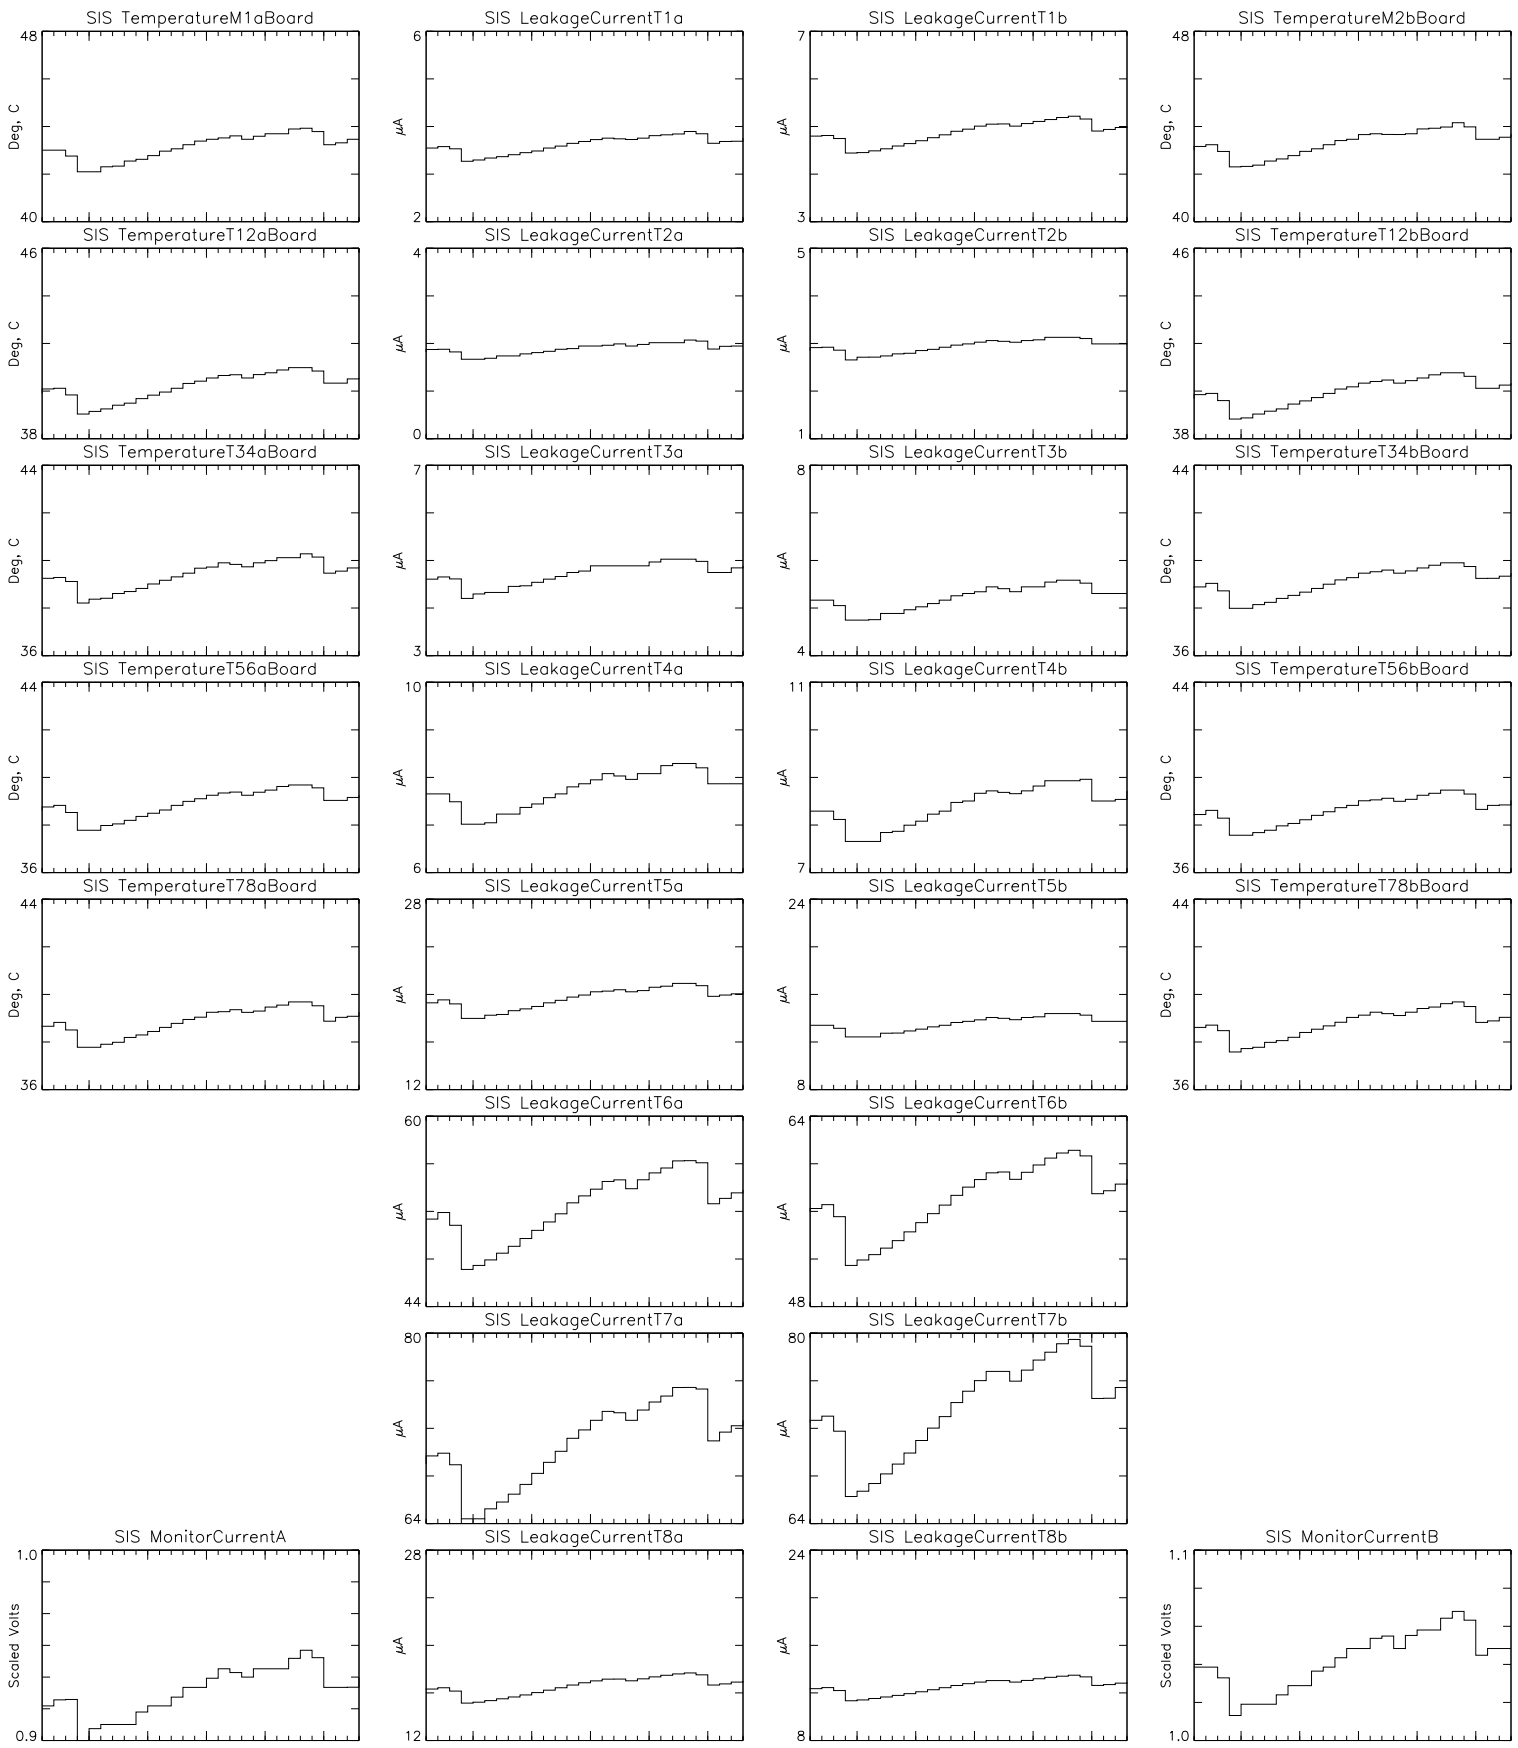 SIS TemperatureM1aBoard
48
Deg, C
40
SIS LeakageCurrentT1a
6
μA
2
SIS LeakageCurrentT1b
7
μA
3
SIS TemperatureM2bBoard
48
Deg, C
40
SIS TemperatureT12aBoard
46
Deg, C
38
SIS LeakageCurrentT2a
4
μA
0
SIS LeakageCurrentT2b
5
μA
1
SIS TemperatureT12bBoard
46
Deg, C
38
SIS TemperatureT34aBoard
44
Deg, C
36
SIS LeakageCurrentT3a
7
μA
3
SIS LeakageCurrentT3b
8
μA
4
SIS TemperatureT34bBoard
44
Deg, C
36
SIS TemperatureT56aBoard
44
Deg, C
36
SIS LeakageCurrentT4a
10
μA
6
SIS LeakageCurrentT4b
11
μA
7
SIS TemperatureT56bBoard
44
Deg, C
36
SIS TemperatureT78aBoard
44
Deg, C
36
SIS LeakageCurrentT5a
28
μA
12
SIS LeakageCurrentT5b
24
μA
8
SIS TemperatureT78bBoard
44
Deg, C
36
SIS LeakageCurrentT6a
60
μA
44
SIS LeakageCurrentT6b
64
μA
48
SIS LeakageCurrentT7a
80
μA
64
SIS LeakageCurrentT7b
80
μA
64
SIS MonitorCurrentA
1.0
Scaled Volts
0.9
SIS LeakageCurrentT8a
28
μA
12
SIS LeakageCurrentT8b
24
μA
8
SIS MonitorCurrentB
1.1
Scaled Volts
1.0